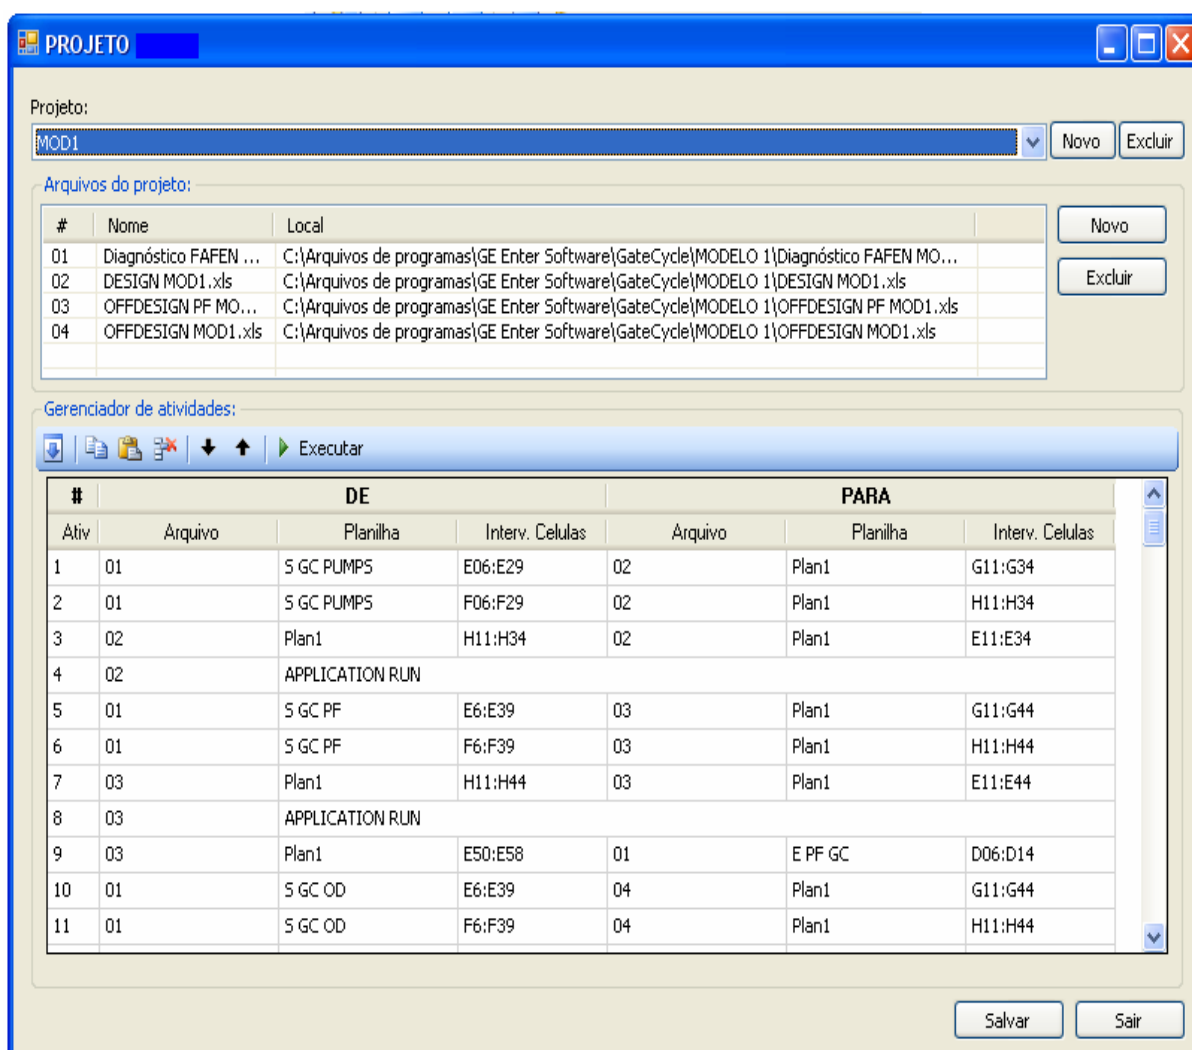 PROJETO
Projeto:
MOD1 Novo Excluir
Arquivos do projeto:
# Nome Local
01 Diagnóstico FAFEN ... C:\Arquivos de programas\GE Enter Software\GateCycle\MODELO 1\Diagnóstico FAFEN MO...
02 DESIGN MOD1.xls C:\Arquivos de programas\GE Enter Software\GateCycle\MODELO 1\DESIGN MOD1.xls
03 OFFDESIGN PF MO... C:\Arquivos de programas\GE Enter Software\GateCycle\MODELO 1\OFFDESIGN PF MOD1.xls
04 OFFDESIGN MOD1.xls C:\Arquivos de programas\GE Enter Software\GateCycle\MODELO 1\OFFDESIGN MOD1.xls
Novo
Excluir
Gerenciador de atividades:
Executar
# DE PARA
Ativ Arquivo Planilha Interv. Celulas Arquivo Planilha Interv. Celulas
1 01 S GC PUMPS E06:E29 02 Plan1 G11:G34
2 01 S GC PUMPS F06:F29 02 Plan1 H11:H34
3 02 Plan1 H11:H34 02 Plan1 E11:E34
4 02 APPLICATION RUN
5 01 S GC PF E6:E39 03 Plan1 G11:G44
6 01 S GC PF F6:F39 03 Plan1 H11:H44
7 03 Plan1 H11:H44 03 Plan1 E11:E44
8 03 APPLICATION RUN
9 03 Plan1 E50:E58 01 E PF GC D06:D14
10 01 S GC OD E6:E39 04 Plan1 G11:G44
11 01 S GC OD F6:F39 04 Plan1 H11:H44
Salvar Sair